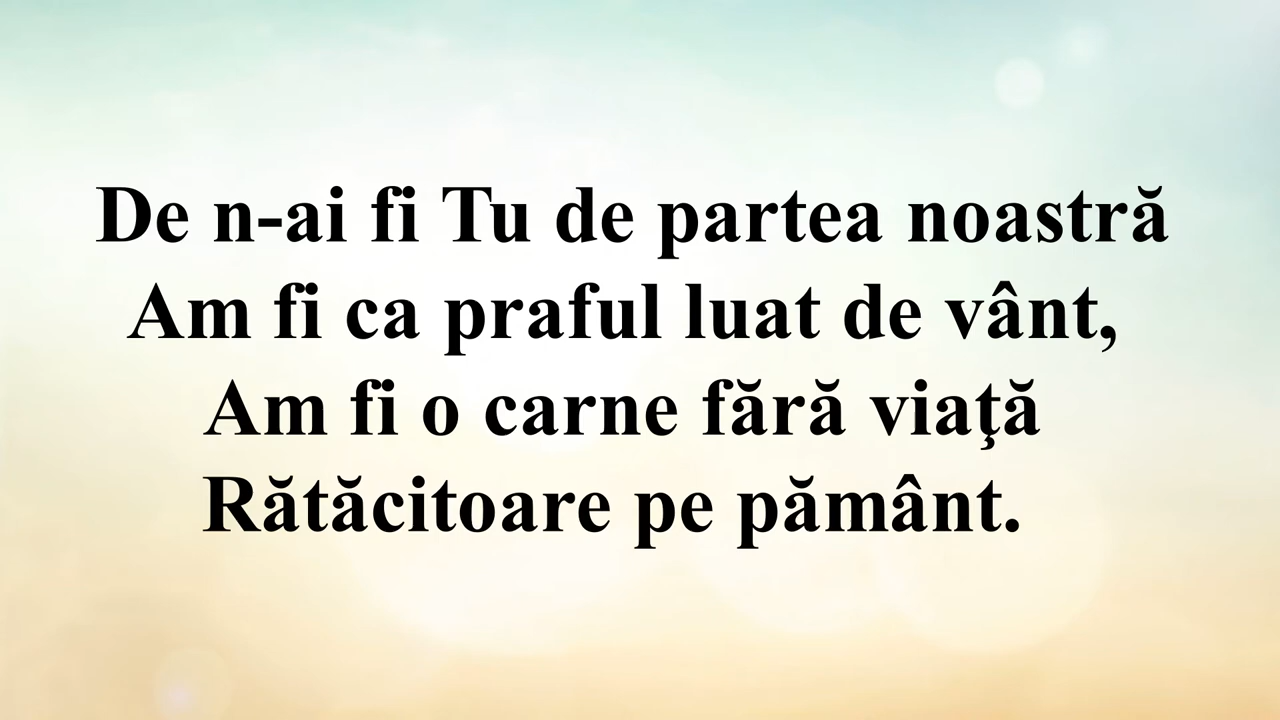 De n-ai fi Tu de partea noastră
Am fi ca praful luat de vânt,
Am fi o carne fără viaţă
Rătăcitoare pe pământ.